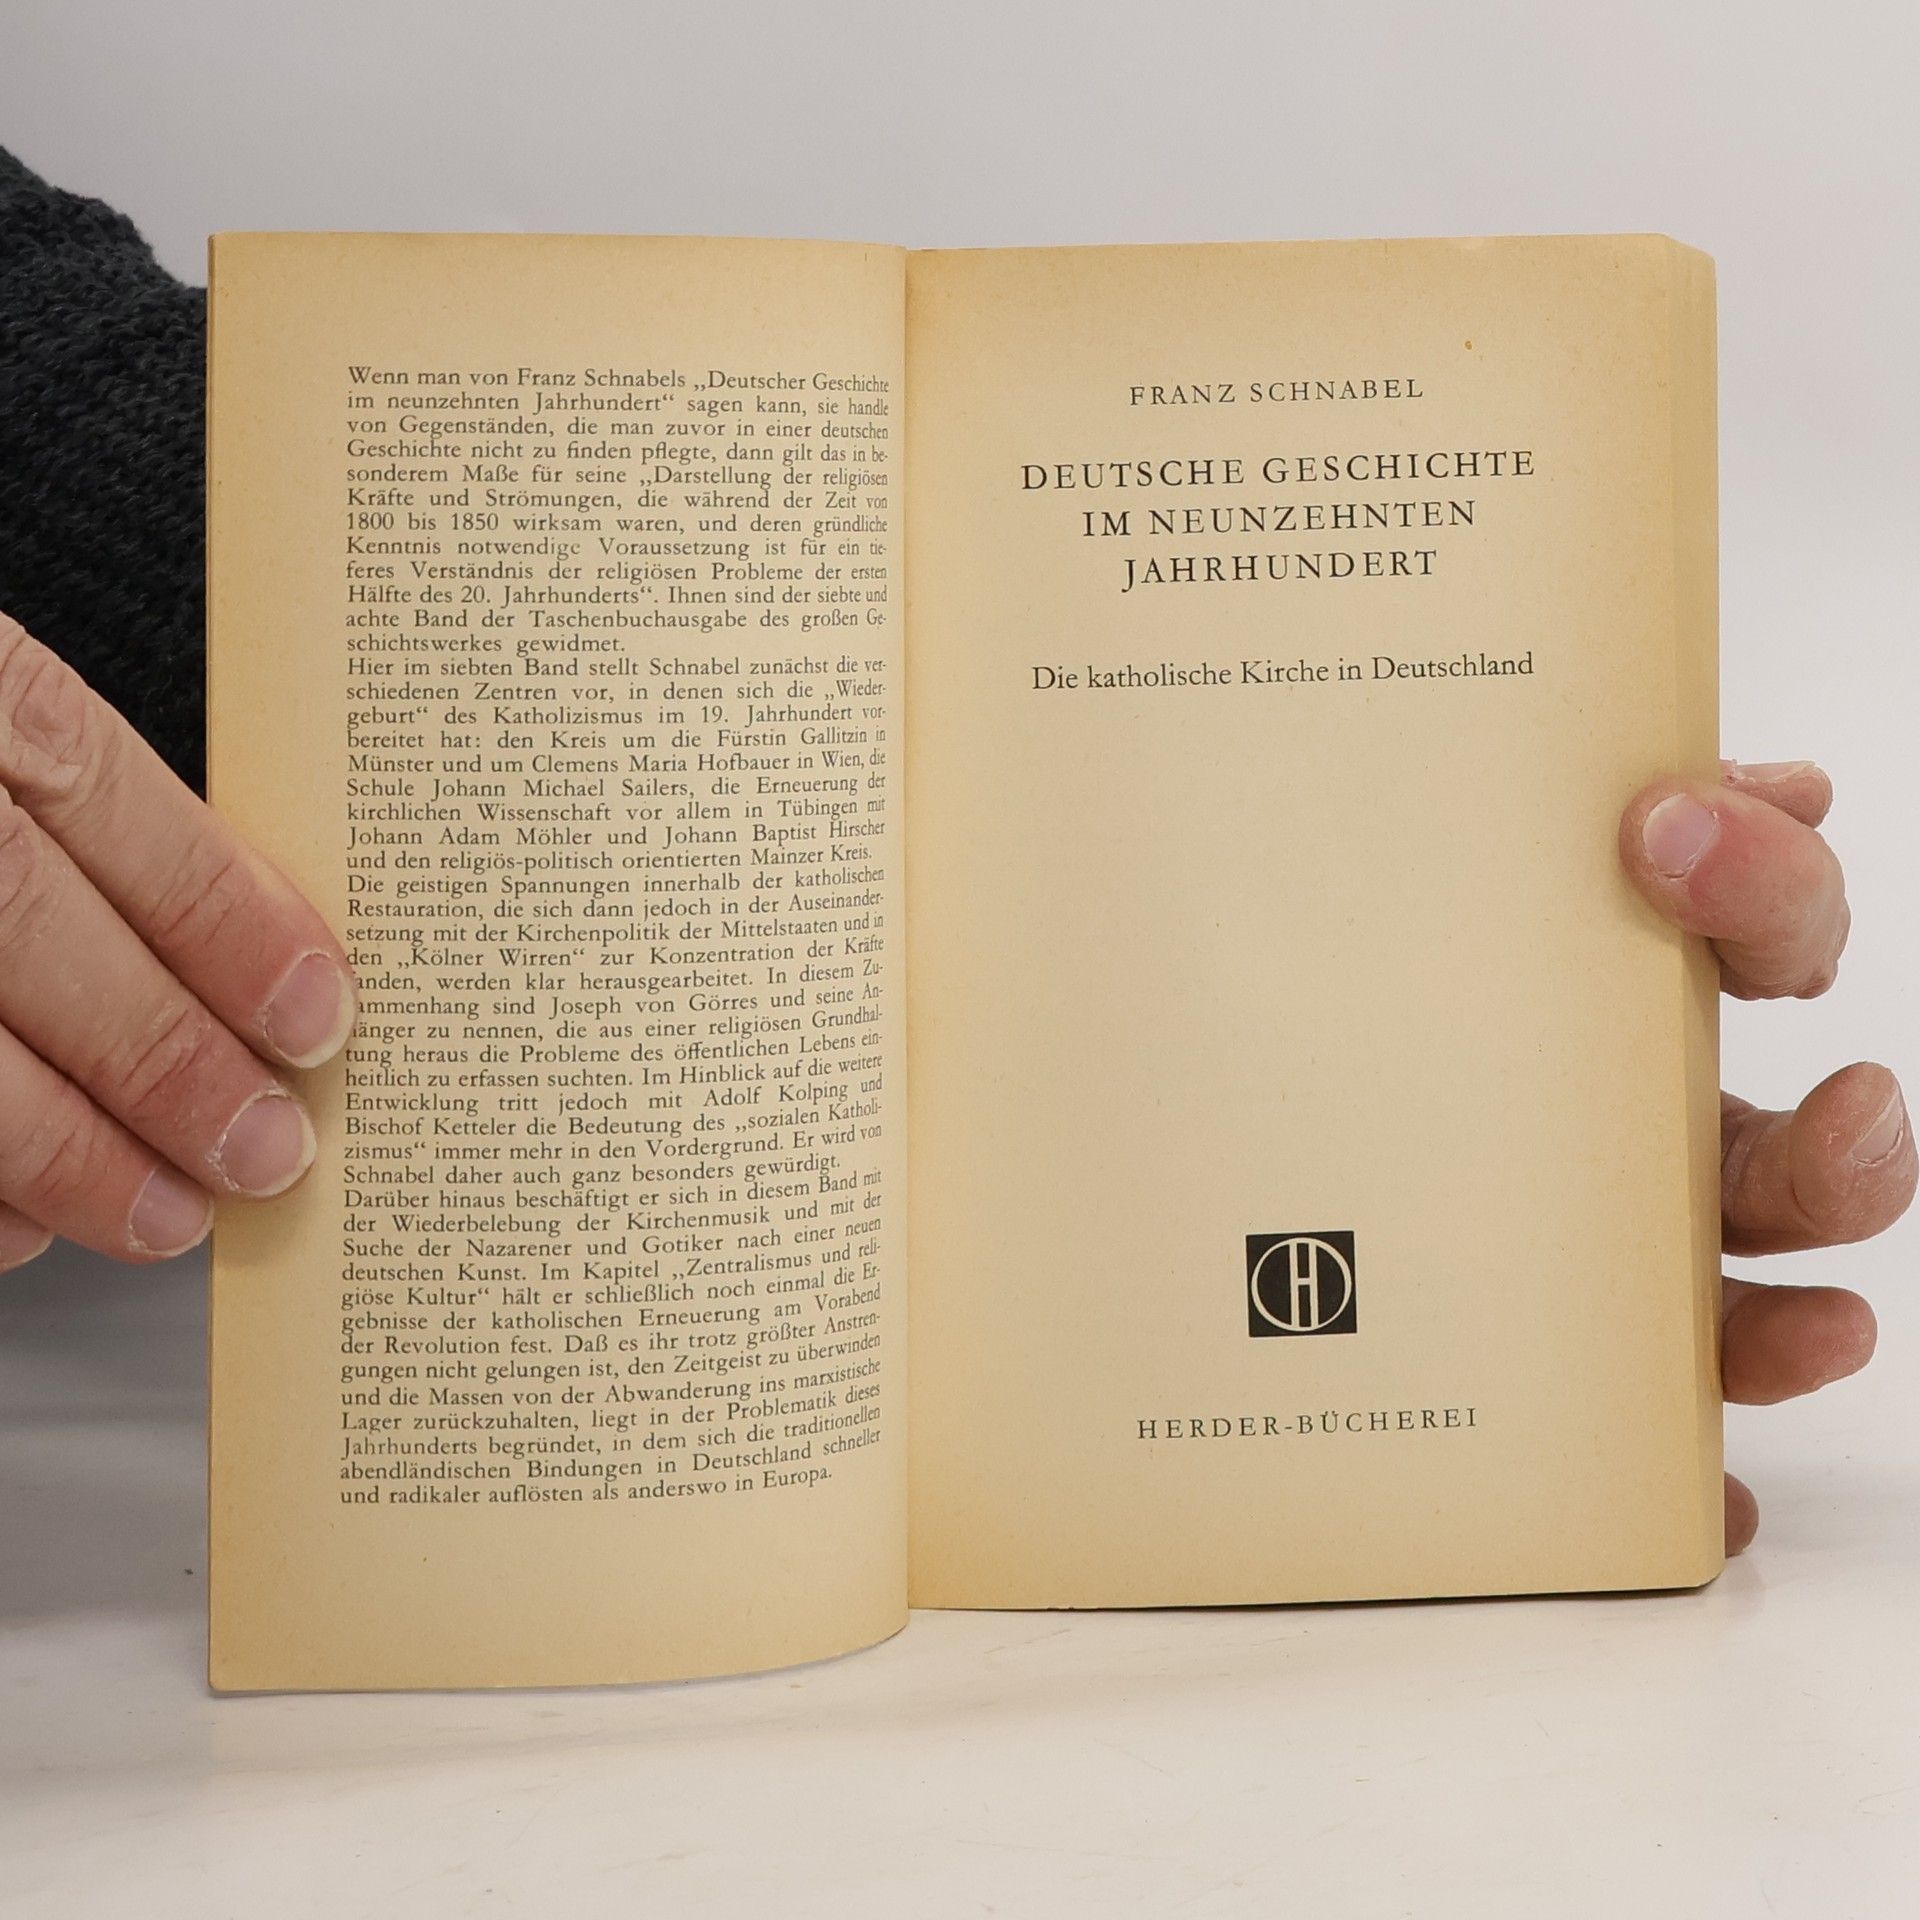 Wenn man von Franz Schnabels „Deutscher Geschichte
im neunzehnten Jahrhundert“ sagen kann, sie handle
von Gegenständen, die man zuvor in einer deutschen
Geschichte nicht zu finden pflegte, dann gilt das in be-
sonderem Maße für seine „Darstellung der religiösen
Kräfte und Strömungen, die während der Zeit von
1800 bis 1850 wirksam waren, und deren gründliche
Kenntnis notwendige Voraussetzung ist für ein tie-
feres Verständnis der religiösen Probleme der ersten
Hälfte des 20. Jahrhunderts“. Ihnen sind der siebte und
achte Band der Taschenbuchausgabe des großen Ge-
schichtswerkes gewidmet.
Hier im siebten Band stellt Schnabel zunächst die ver-
schiedenen Zentren vor, in denen sich die „Wieder-
geburt“ des Katholizismus im 19. Jahrhundert vor-
bereitet hat: den Kreis um die Fürstin Gallitzin in
Münster und um Clemens Maria Hofbauer in Wien, die
Schule Johann Michael Sailers, die Erneuerung der
kirchlichen Wissenschaft vor allem in Tübingen mit
Johann Adam Möhler und Johann Baptist Hirscher
und den religiös-politisch orientierten Mainzer Kreis.
Die geistigen Spannungen innerhalb der katholischen
Restauration, die sich dann jedoch in der Auseinander-
setzung mit der Kirchenpolitik der Mittelstaaten und in
den „Kölner Wirren“ zur Konzentration der Kräfte
fanden, werden klar herausgearbeitet. In diesem Zu-
ammenhang sind Joseph von Görres und seine An-
hänger zu nennen, die aus einer religiösen Grundhal-
tung heraus die Probleme des öffentlichen Lebens ein-
heitlich zu erfassen suchten. Im Hinblick auf die weitere
Entwicklung tritt jedoch mit Adolf Kolping und
Bischof Ketteler die Bedeutung des „sozialen Katholi-
zismus“ immer mehr in den Vordergrund. Er wird von
Schnabel daher auch ganz besonders gewürdigt.
Darüber hinaus beschäftigt er sich in diesem Band mit
der Wiederbelebung der Kirchenmusik und mit der
Suche der Nazarener und Gotiker nach einer neuen
deutschen Kunst. Im Kapitel „Zentralismus und reli-
giöse Kultur“ hält er schließlich noch einmal die Er-
gebnisse der katholischen Erneuerung am Vorabend
der Revolution fest. Daß es ihr trotz größter Anstren-
gungen nicht gelungen ist, den Zeitgeist zu überwinden
und die Massen von der Abwanderung ins marxistische
Lager zurückzuhalten, liegt in der Problematik dieses
Jahrhunderts begründet, in dem sich die traditionellen
abendländischen Bindungen in Deutschland schneller
und radikaler auflösten als anderswo in Europa.
FRANZ SCHNABEL
DEUTSCHE GESCHICHTE
IM NEUNZEHNTEN
JAHRHUNDERT
Die katholische Kirche in Deutschland
H
HERDER-BÜCHEREI